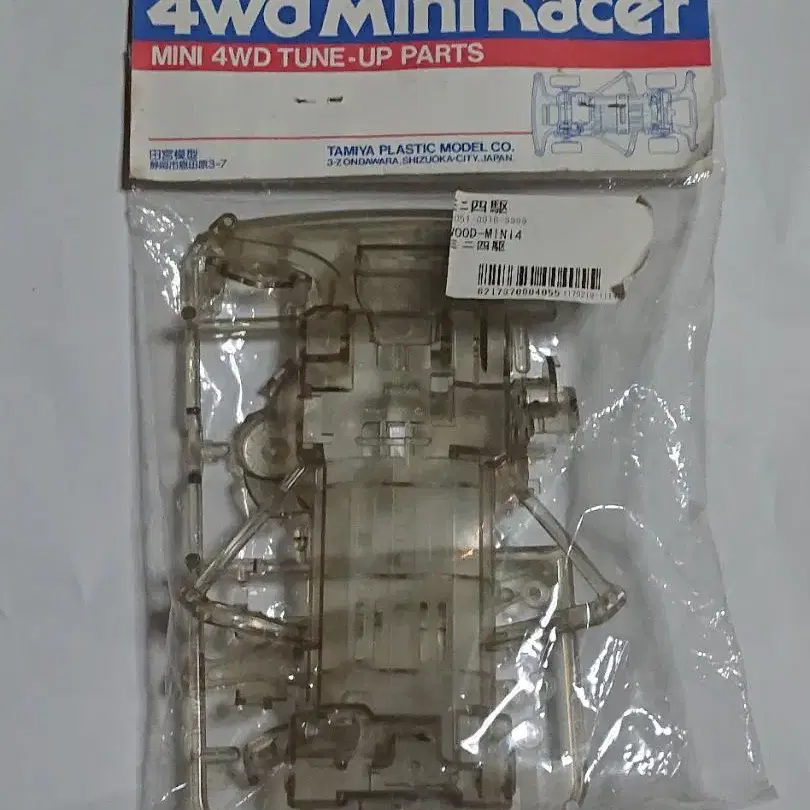 4wd Mini Racer
MINI 4WD TUNE-UP PARTS
田宮模型
静岡市恩田原3-7
TAMIYA PLASTIC MODEL CO.
3-7, ONDAWARA, SHIZUOKA-CITY, JAPAN.
四駆
WOOD-MINi4
ミニ四駆
8217370004055